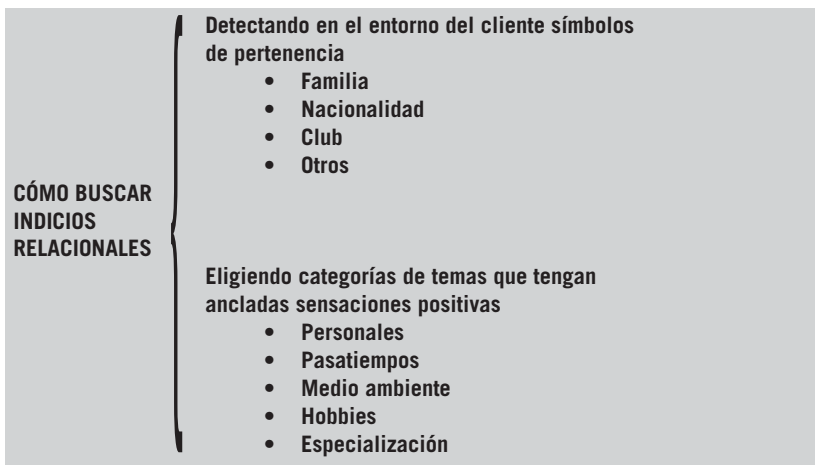 CÓMO BUSCAR
INDICIOS
RELACIONALES
Detectando en el entorno del cliente símbolos
de pertenencia
• Familia
• Nacionalidad
• Club
• Otros
Eligiendo categorías de temas que tengan
ancladas sensaciones positivas
• Personales
• Pasatiempos
• Medio ambiente
• Hobbies
• Especialización